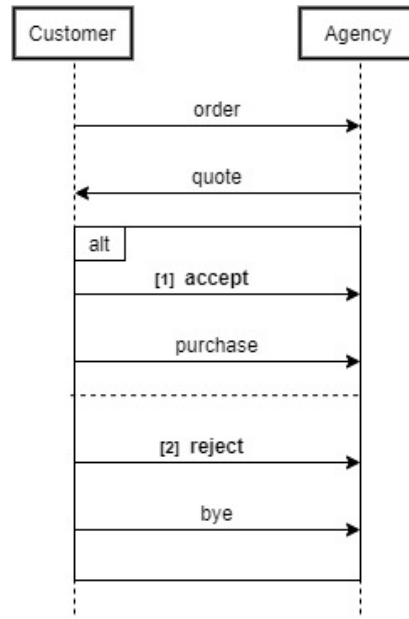 Customer
Agency
order
quote
alt
[1] accept
purchase
[2] reject
bye